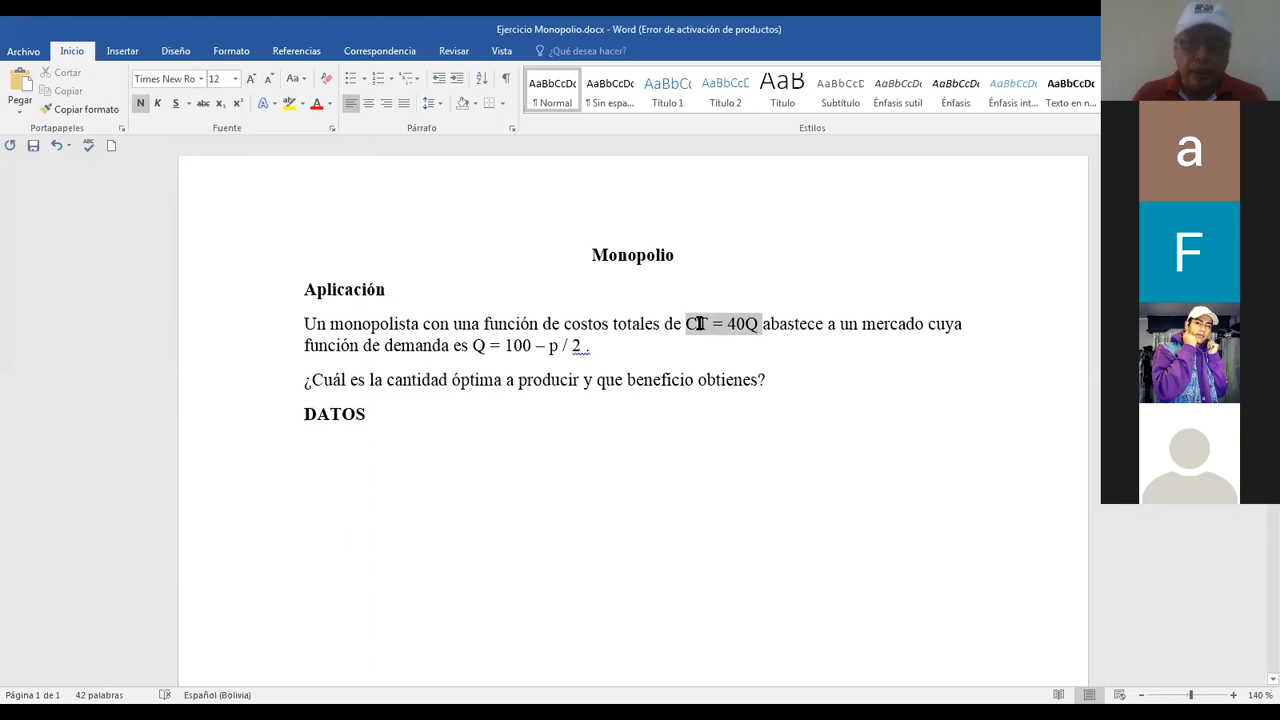 Ejercicio Monopolio.docx - Word (Error de activación de productos)
Archivo Inicio Insertar Diseño Formato Referencias Correspondencia Revisar Vista ¿Qué desea hacer?
Pegar
Cortar
Copiar
Copiar formato
Portapapeles
Times New Ro 12 Aa
N K S abc x₂ x² A A
Fuente
Párrafo
AaBbCcDc AaBbCcDc AaBbCc AaBbCcD AaB AaBbCcD AaBbCcDc AaBbCcDc AaBbCcDc AaBbCcDc
¶ Normal ¶ Sin espa... Título 1 Título 2 Título Subtítulo Énfasis sutil Énfasis Énfasis int... Texto en n...
Estilos
a
F
Monopolio
Aplicación
Un monopolista con una función de costos totales de CT = 40Q abastece a un mercado cuya
función de demanda es Q = 100 – p / 2 .
¿Cuál es la cantidad óptima a producir y que beneficio obtienes?
DATOS
Página 1 de 1 42 palabras Español (Bolivia) 140 %